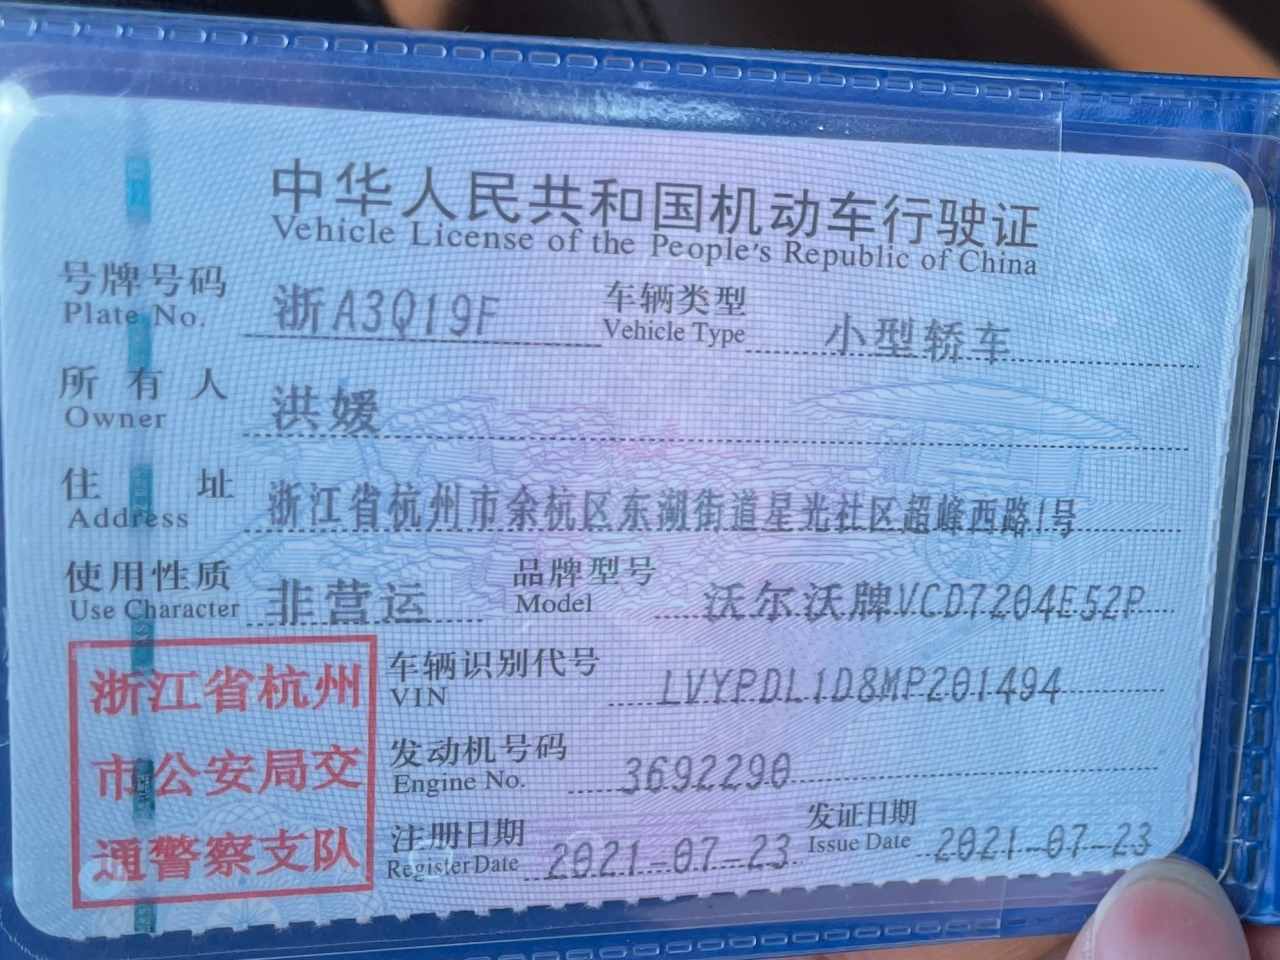 中华人民共和国机动车行驶证
Vehicle License of the People's Republic of China
号牌号码 浙A3Q19F 车辆类型 小型轿车
Plate No. Vehicle Type
所有人 洪媛
Owner
住址 浙江省杭州市余杭区东湖街道星光社区超峰西路1号
Address
使用性质 非营运 品牌型号 沃尔沃牌VCD7204E52P
Use Character Model
浙江省杭州
市公安局交
通警察支队
车辆识别代号 LVYPDL1D8MP201494
VIN
发动机号码 3692290
Engine No.
注册日期 2021-07-23 发证日期 2021-07-23
Register Date Issue Date